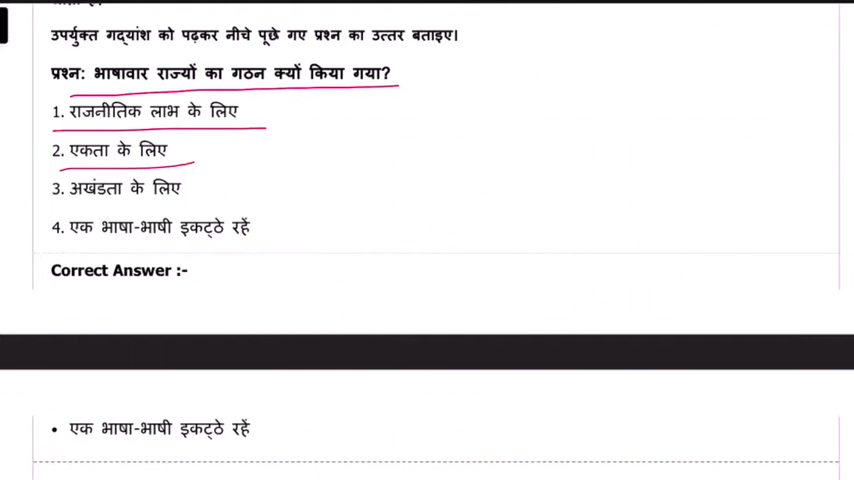 उपर्युक्त गद्यांश को पढ़कर नीचे पूछे गए प्रश्न का उत्तर बताइए।
प्रश्न: भाषावार राज्यों का गठन क्यों किया गया?
1. राजनीतिक लाभ के लिए
2. एकता के लिए
3. अखंडता के लिए
4. एक भाषा-भाषी इकट्ठे रहें
Correct Answer :-
• एक भाषा-भाषी इकट्ठे रहें